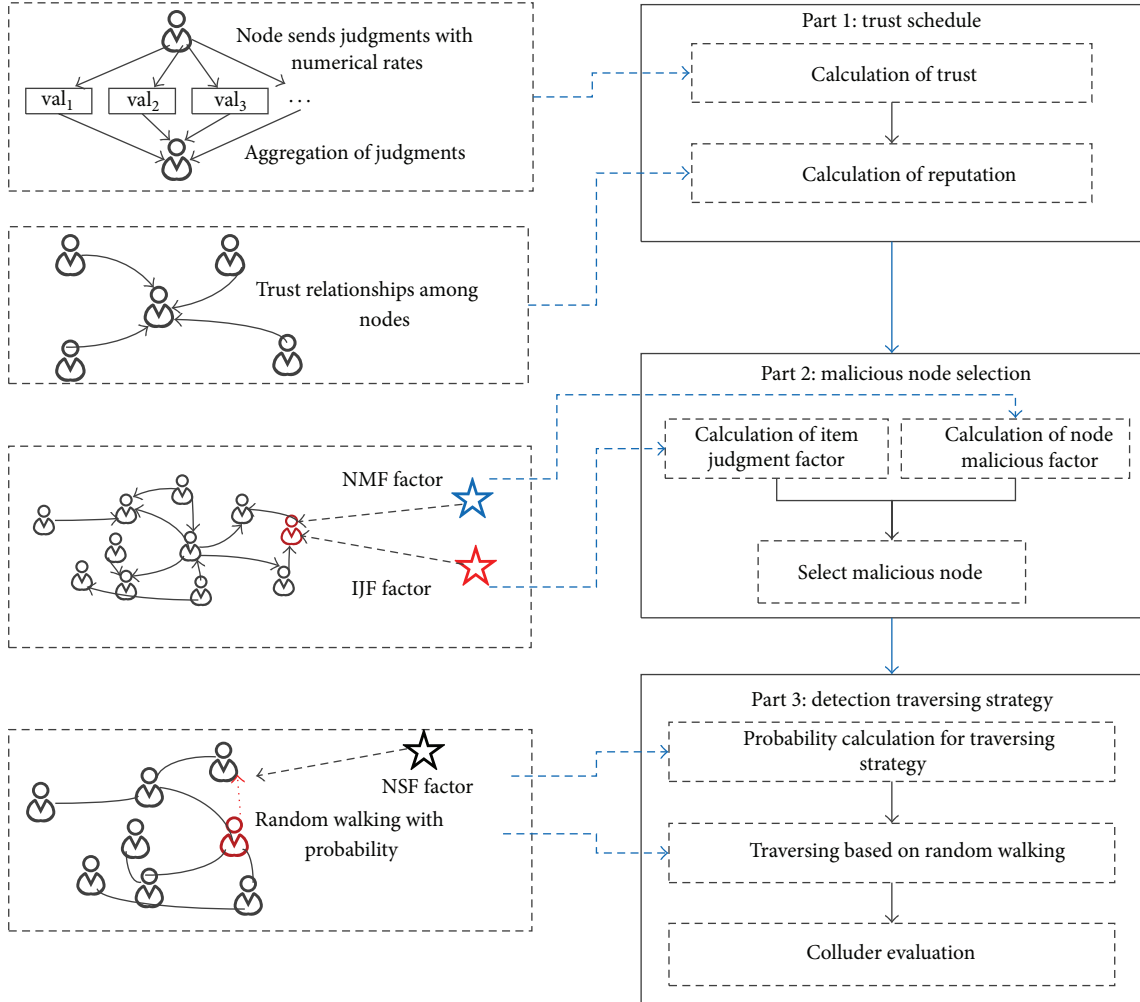 Node sends judgments with
numerical rates
val1
val2
val3
...
Aggregation of judgments
Trust relationships among
nodes
NMF factor
IJF factor
NSF factor
Random walking with
probability
Part 1: trust schedule
Calculation of trust
Calculation of reputation
Part 2: malicious node selection
Calculation of item
judgment factor
Calculation of node
malicious factor
Select malicious node
Part 3: detection traversing strategy
Probability calculation for traversing
strategy
Traversing based on random walking
Colluder evaluation